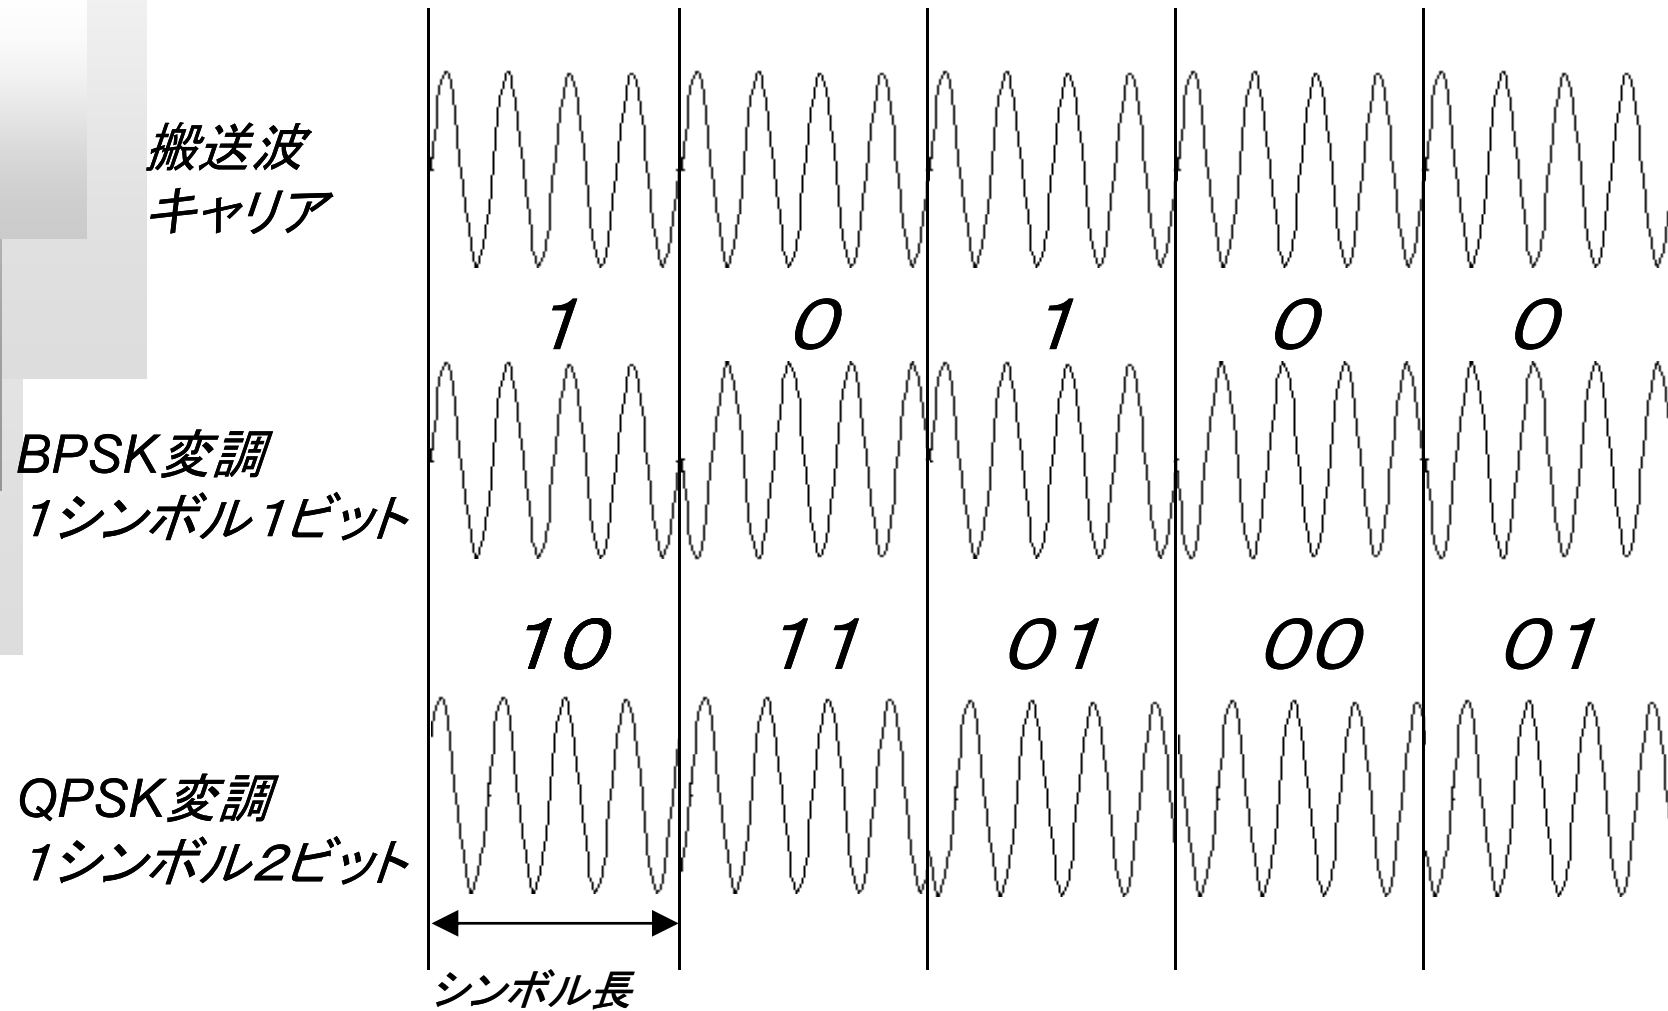 搬送波
キャリア
1 0 1 0 0
BPSK変調
1シンボル1ビット
10 11 01 00 01
QPSK変調
1シンボル2ビット
シンボル長